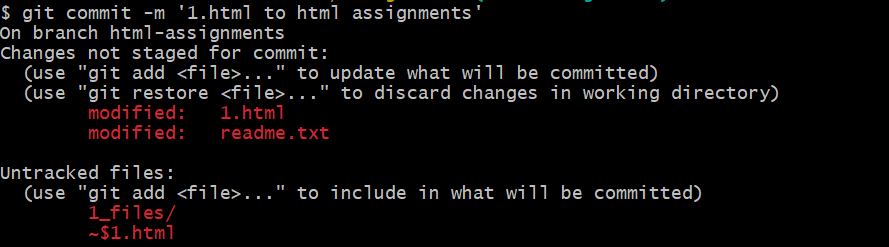 $ git commit -m '1.html to html assignments'
On branch html-assignments
Changes not staged for commit:
  (use "git add <file>..." to update what will be committed)
  (use "git restore <file>..." to discard changes in working directory)
        modified:   1.html
        modified:   readme.txt

Untracked files:
  (use "git add <file>..." to include in what will be committed)
        1_files/
        ~$1.html